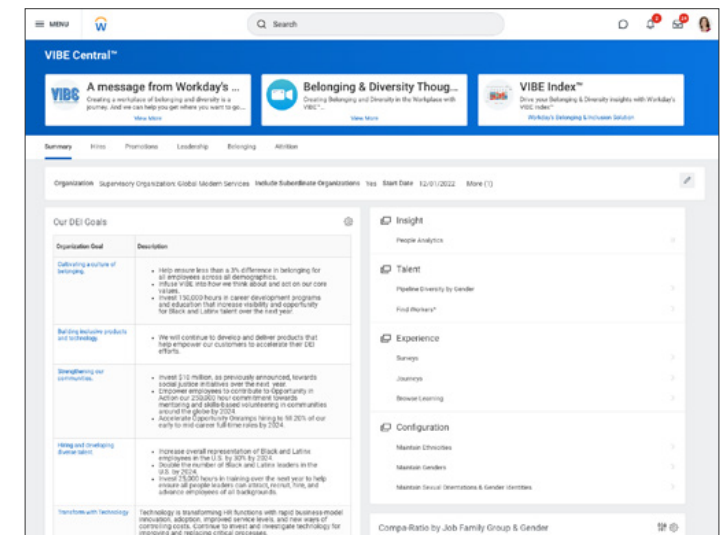 MENU
Search
VIBE Central™
VIBE
A message from Workday's ...
Creating a workplace of belonging and diversity is a
journey. And we can help you get where you want to go...
View More
Belonging & Diversity Thoug...
Creating Belonging and Diversity in the Workplace with
VIBE™...
View More
VIBE Index™
Drive your Belonging & Diversity insights with Workday's
VIBE Index™
Workday's Belonging & Inclusion Solution
Summary Hires Promotions Leadership Belonging Attrition
Organization Supervisory Organization: Global Modern Services Include Subordinate Organizations Yes Start Date 12/01/2022 More (1)
Our DEI Goals
Organization Goal Description
Cultivating a culture of
belonging.
• Help ensure less than a 3% difference in belonging for
all employees across all demographics.
• Infuse VIBE into how we think about and act on our core
values.
• Invest 150,000 hours in career development programs
and education that increase visibility and opportunity
for Black and Latinx talent over the next year.
Building inclusive products
and technology.
• We will continue to develop and deliver products that
help empower our customers to accelerate their DEI
efforts.
Strengthening our
communities.
• Invest $10 million, as previously announced, towards
social justice initiatives over the next year.
• Empower employees to contribute to Opportunity in
Action our 250,000 hour commitment towards
mentoring and skills-based volunteering in communities
around the globe by 2024.
• Accelerate Opportunity Onramps hiring to of our
early to mid-career full-time roles by 2024.
Hiring and developing
diverse talent.
• Increase overall representation of Black and Latinx
employees in the U.S. by 30% by 2024.
• Double the number of Black and Latinx leaders in the
U.S. by 2024.
• Invest 25,000 hours in training over the next year to help
ensure all people leaders can attract, recruit, hire, and
advance employees of all backgrounds.
Transform with Technology
Technology is transforming HR functions with rapid business-model
innovation, adoption, improved service levels, and new ways of
controlling costs. Continue to invest and investigate technology for
improving and replacing critical processes.
Insight
People Analytics
Talent
Pipeline Diversity by Gender
Find Workers*
Experience
Surveys
Journeys
Browse Learning
Configuration
Maintain Ethnicities
Maintain Genders
Maintain Sexual Orientations & Gender Identities
Compa-Ratio by Job Family Group & Gender